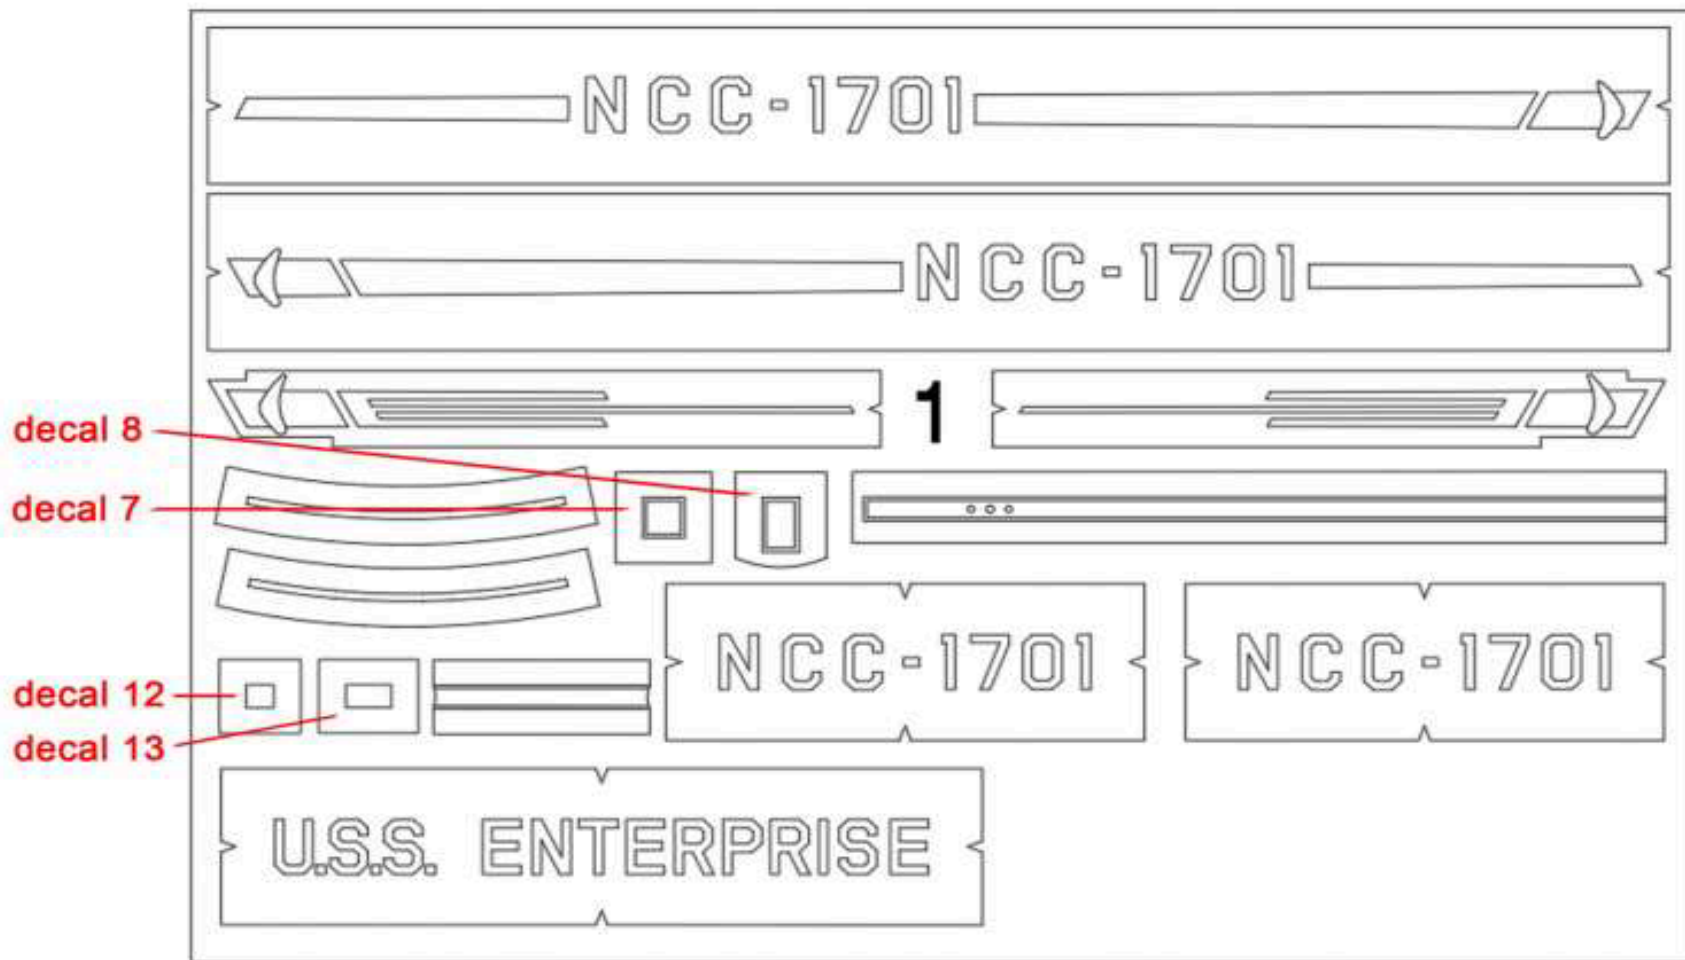 NCC-1701
NCC-1701
1
decal 8
decal 7
NCC-1701
NCC-1701
decal 12
decal 13
U.S.S. ENTERPRISE